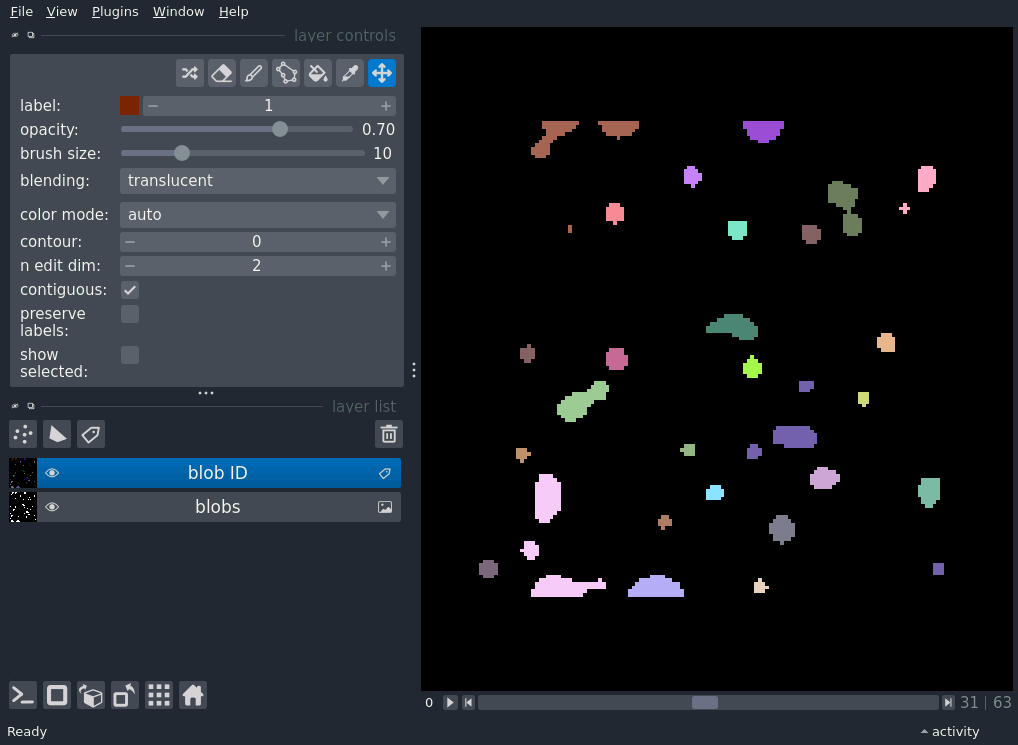 File View Plugins Window Help
layer controls
label: 1
opacity: 0.70
brush size: 10
blending: translucent
color mode: auto
contour: 0
n edit dim: 2
contiguous:
preserve
labels:
show
selected:
layer list
blob ID
blobs
0 31 | 63
Ready activity